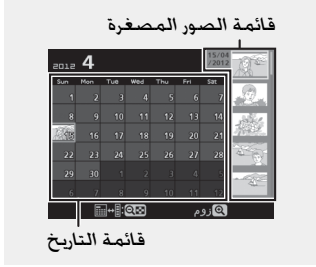 قائمة الصور المصغرة
2012 4
15/04
/2012
Sun Mon Tue Wed Thu Fri Sat
1 2 3 4 5 6 7
8 9 10 11 12 13 14
16 17 18 19 20 21
22 23 24 25 26 27 28
29 30 1 2 3 4 5
6 7 8 9 10 11 12
زوم
قائمة التاريخ